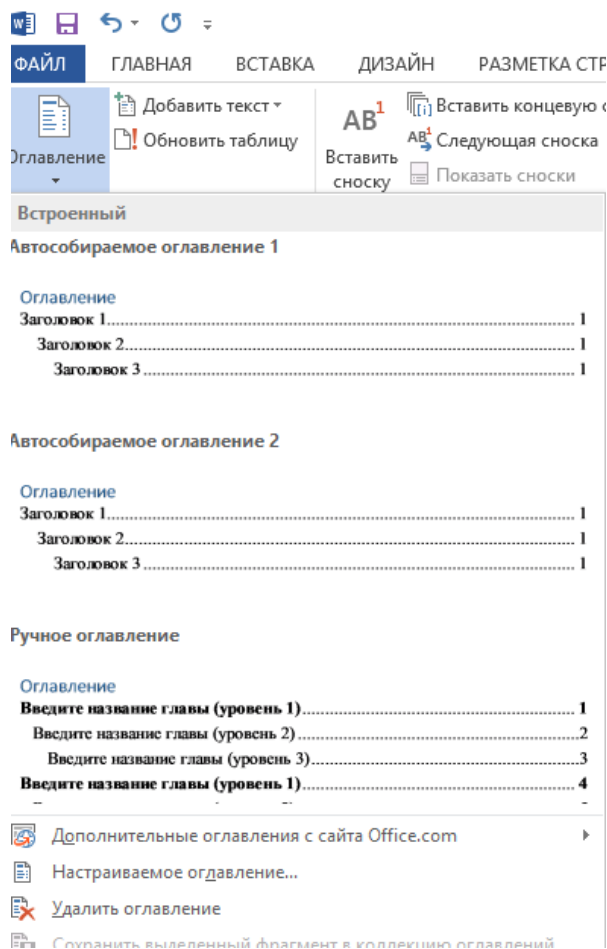 ФАЙЛ ГЛАВНАЯ ВСТАВКА ДИЗАЙН РАЗМЕТКА СТР
Добавить текст
Обновить таблицу
Оглавление
AB1
Вставить
сноску
[i] Вставить концевую с
AB1 Следующая сноска
Показать сноски
Встроенный
Автособираемое оглавление 1
Оглавление
Заголовок 1 1
Заголовок 2 1
Заголовок 3 1
Автособираемое оглавление 2
Оглавление
Заголовок 1 1
Заголовок 2 1
Заголовок 3 1
Ручное оглавление
Оглавление
Введите название главы (уровень 1) 1
Введите название главы (уровень 2) 2
Введите название главы (уровень 3) 3
Введите название главы (уровень 1) 4
Дополнительные оглавления с сайта Office.com
Настраиваемое оглавление...
Удалить оглавление
Сохранить выделенный фрагмент в коллекцию оглавлений